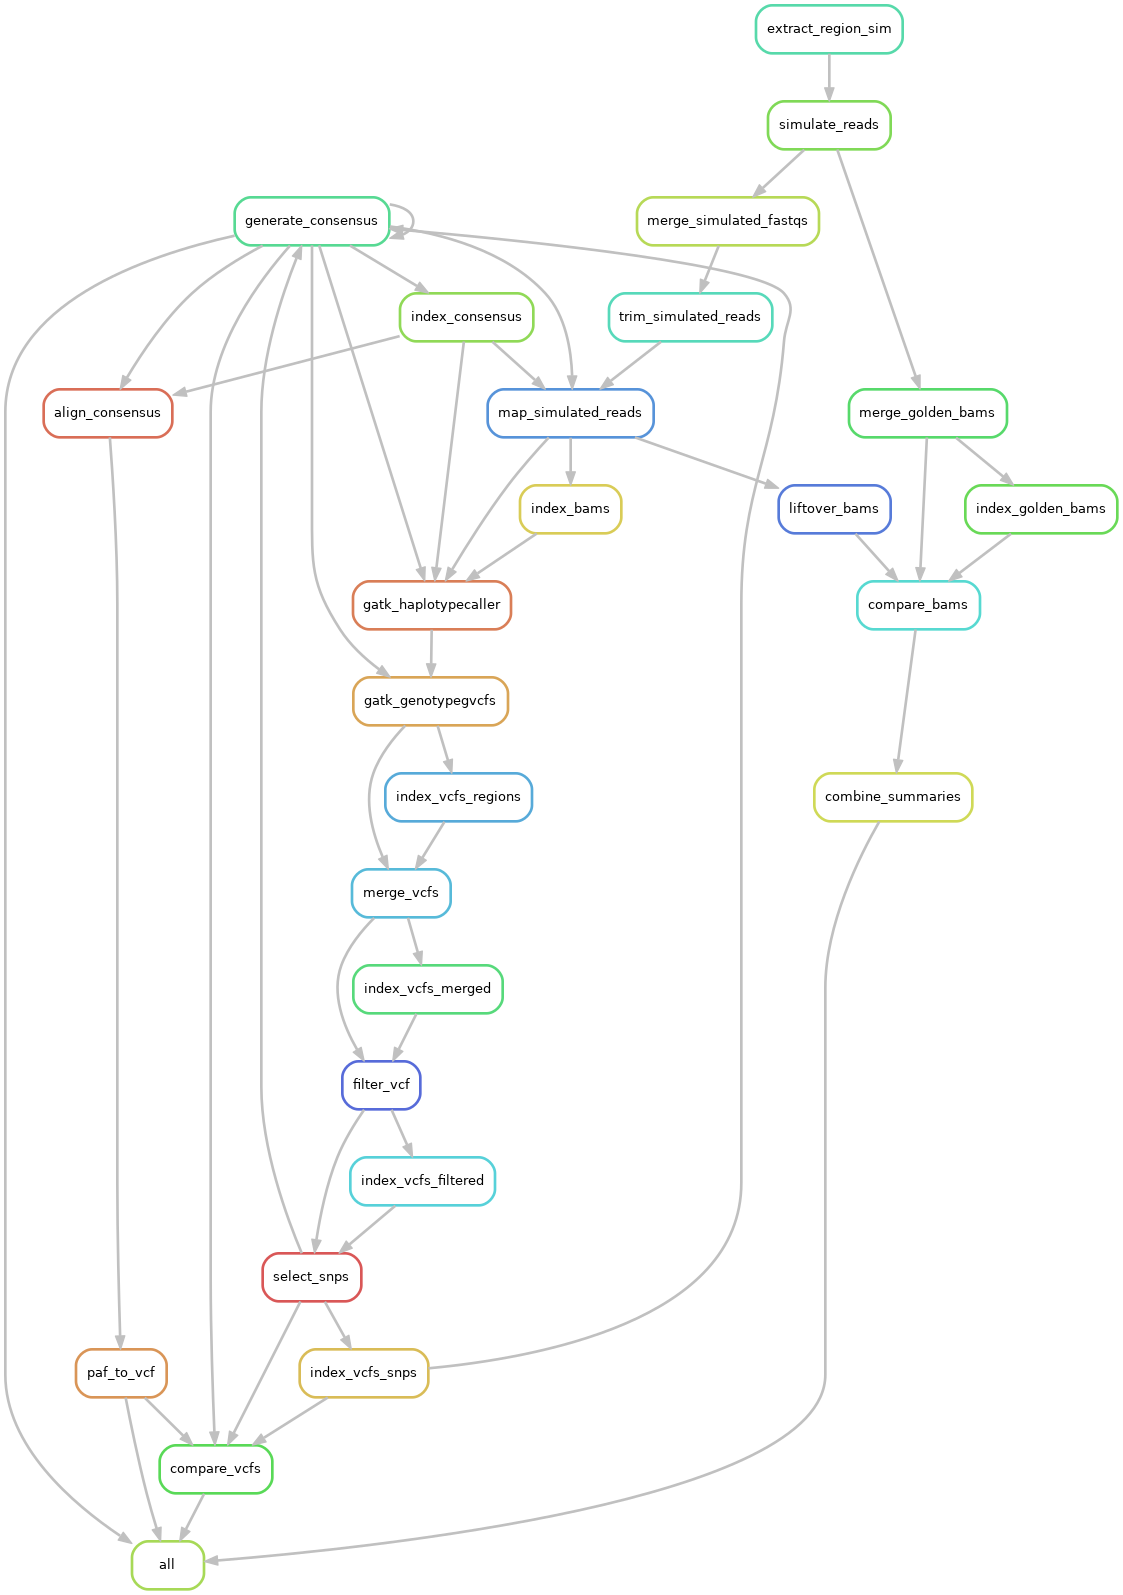 extract_region_sim
simulate_reads
generate_consensus
merge_simulated_fastqs
index_consensus
trim_simulated_reads
align_consensus
map_simulated_reads
merge_golden_bams
index_bams
liftover_bams
index_golden_bams
gatk_haplotypecaller
compare_bams
gatk_genotypegvcfs
index_vcfs_regions
combine_summaries
merge_vcfs
index_vcfs_merged
filter_vcf
index_vcfs_filtered
select_snps
paf_to_vcf
index_vcfs_snps
compare_vcfs
all